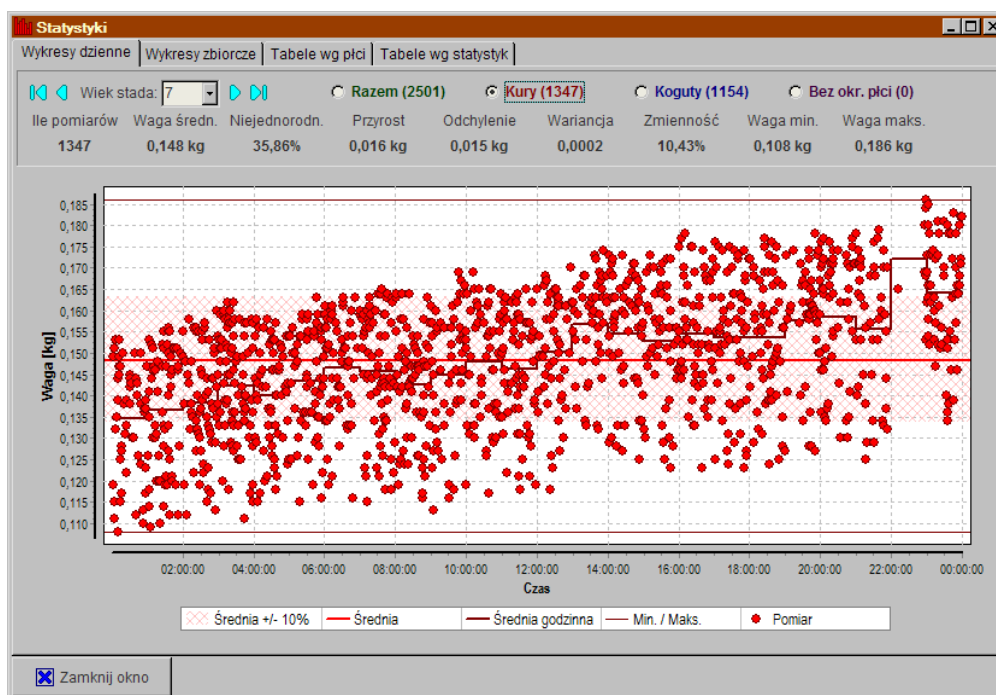 Statystyki
Wykresy dzienne Wykresy zbiorcze Tabele wg płci Tabele wg statystyk
Wiek stada: 7 Razem (2501) Kury (1347) Koguty (1154) Bez okr. płci (0)
Ile pomiarów Waga średn. Niejednorodn. Przyrost Odchylenie Wariancja Zmienność Waga min. Waga maks.
1347 0,148 kg 35,86% 0,016 kg 0,015 kg 0,0002 10,43% 0,108 kg 0,186 kg
Waga [kg]
0,185
0,180
0,175
0,170
0,165
0,160
0,155
0,150
0,145
0,140
0,135
0,130
0,125
0,120
0,115
0,110
02:00:00 04:00:00 06:00:00 08:00:00 10:00:00 12:00:00 14:00:00 16:00:00 18:00:00 20:00:00 22:00:00 00:00:00
Czas
Średnia +/- 10% Średnia Średnia godzinna Min. / Maks. Pomiar
Zamknij okno